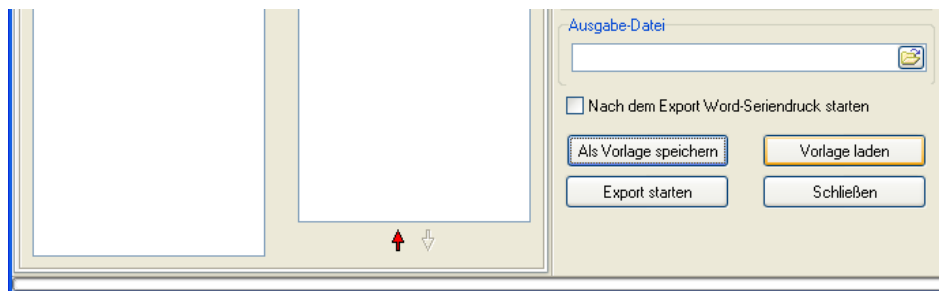 Ausgabe-Datei
Nach dem Export Word-Seriendruck starten
Als Vorlage speichern
Vorlage laden
Export starten
Schließen